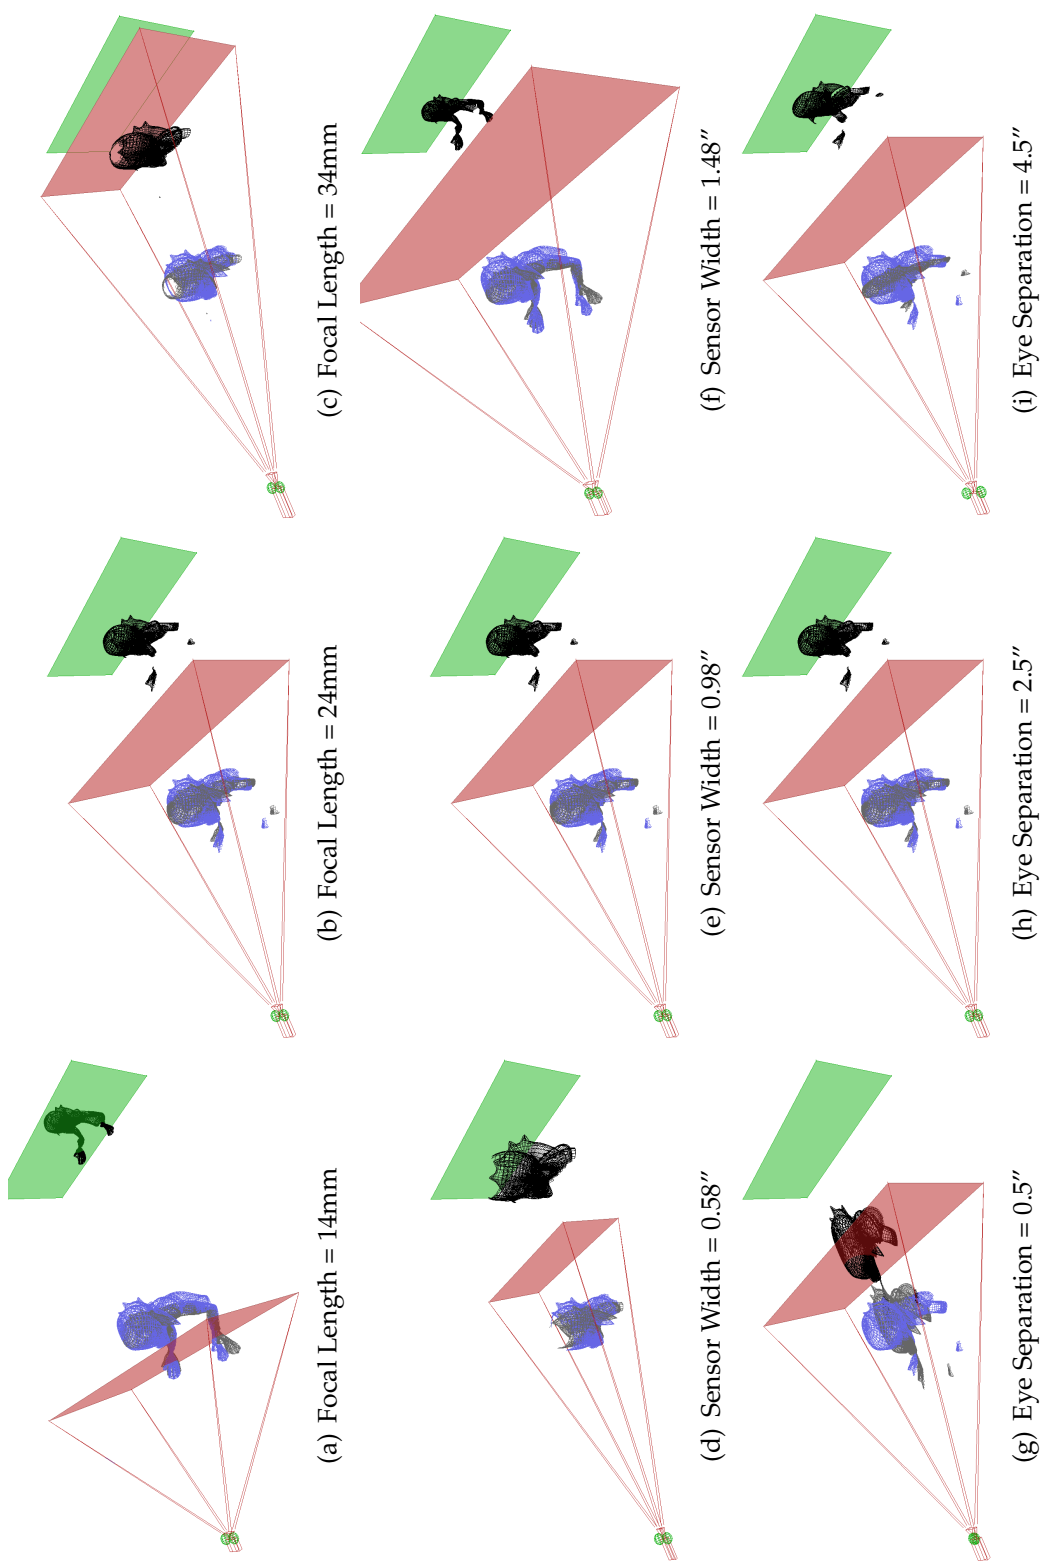 (a) Focal Length = 14mm
(b) Focal Length = 24mm
(c) Focal Length = 34mm
(d) Sensor Width = 0.58″
(e) Sensor Width = 0.98″
(f) Sensor Width = 1.48″
(g) Eye Separation = 0.5″
(h) Eye Separation = 2.5″
(i) Eye Separation = 4.5″